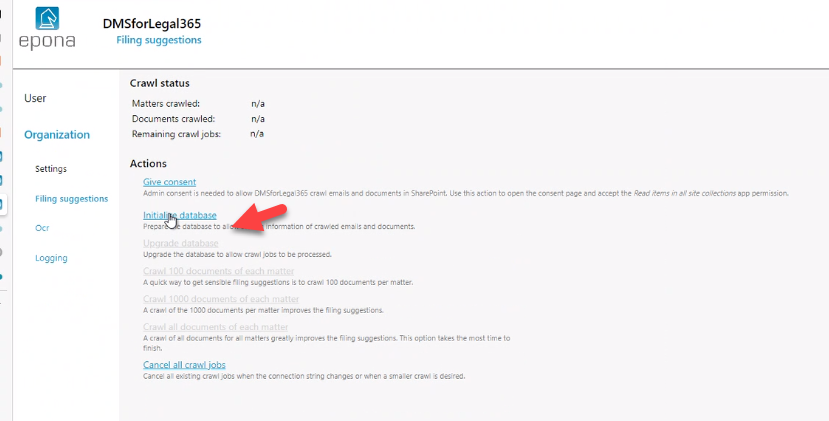 DMSforLegal365
epona
Filing suggestions
User
Organization
Settings
Filing suggestions
Ocr
Logging
Crawl status
Matters crawled: n/a
Documents crawled: n/a
Remaining crawl jobs: n/a
Actions
Give consent
Admin consent is needed to allow DMSforLegal365 crawl emails and documents in SharePoint. Use this action to open the consent page and accept the Read items in all site collections app permission.
Initialize database
database to information of crawled emails and documents.
Upgrade database
Upgrade the database to allow crawl jobs to be processed.
Crawl 100 documents of each matter
A quick way to get sensible filing suggestions is to crawl 100 documents per matter.
Crawl 1000 documents of each matter
A crawl of the 1000 documents per matter improves the filing suggestions.
Crawl all documents of each matter
A crawl of all documents for all matters greatly improves the filing suggestions. This option takes the most time to
finish.
Cancel all crawl jobs
Cancel all existing crawl jobs when the connection string changes or when a smaller crawl is desired.